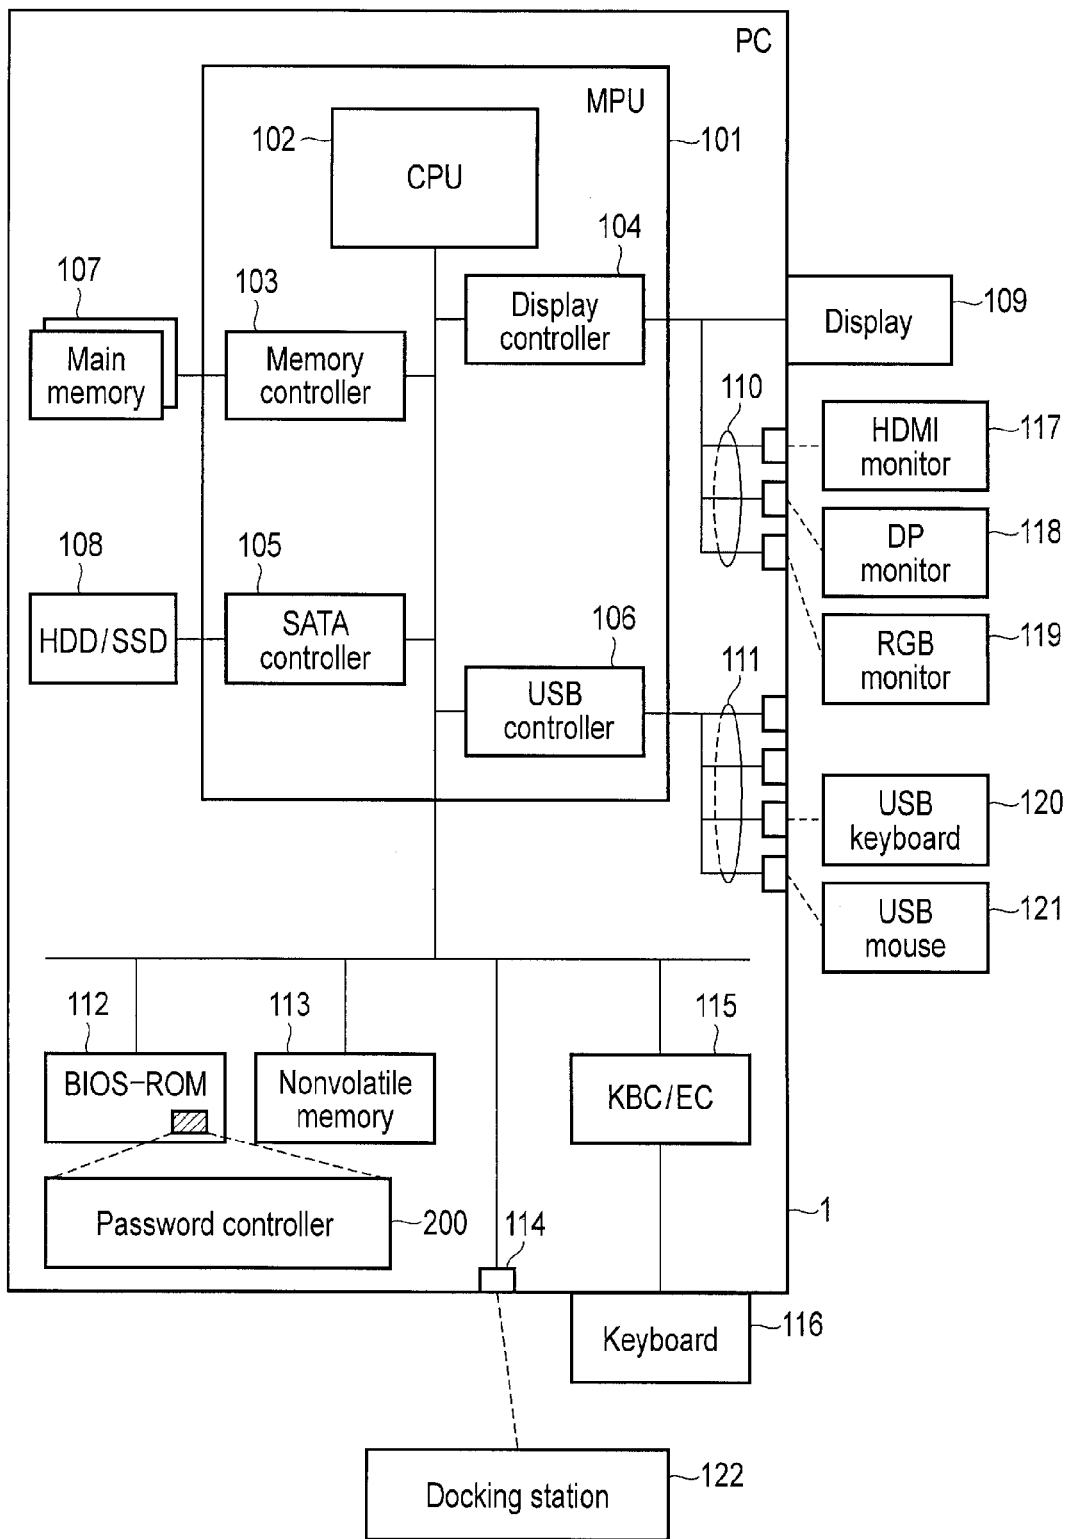 PC
MPU
102
CPU
101
104
107
103
Display
controller
Display
109
Main
memory
Memory
controller
110
HDMI
monitor
117
108
105
DP
monitor
118
HDD/SSD
SATA
controller
106
111
RGB
monitor
119
USB
controller
USB
keyboard
120
USB
mouse
121
112
113
115
BIOS-ROM
Nonvolatile
memory
KBC/EC
Password controller
200
114
1
Keyboard
116
Docking station
122